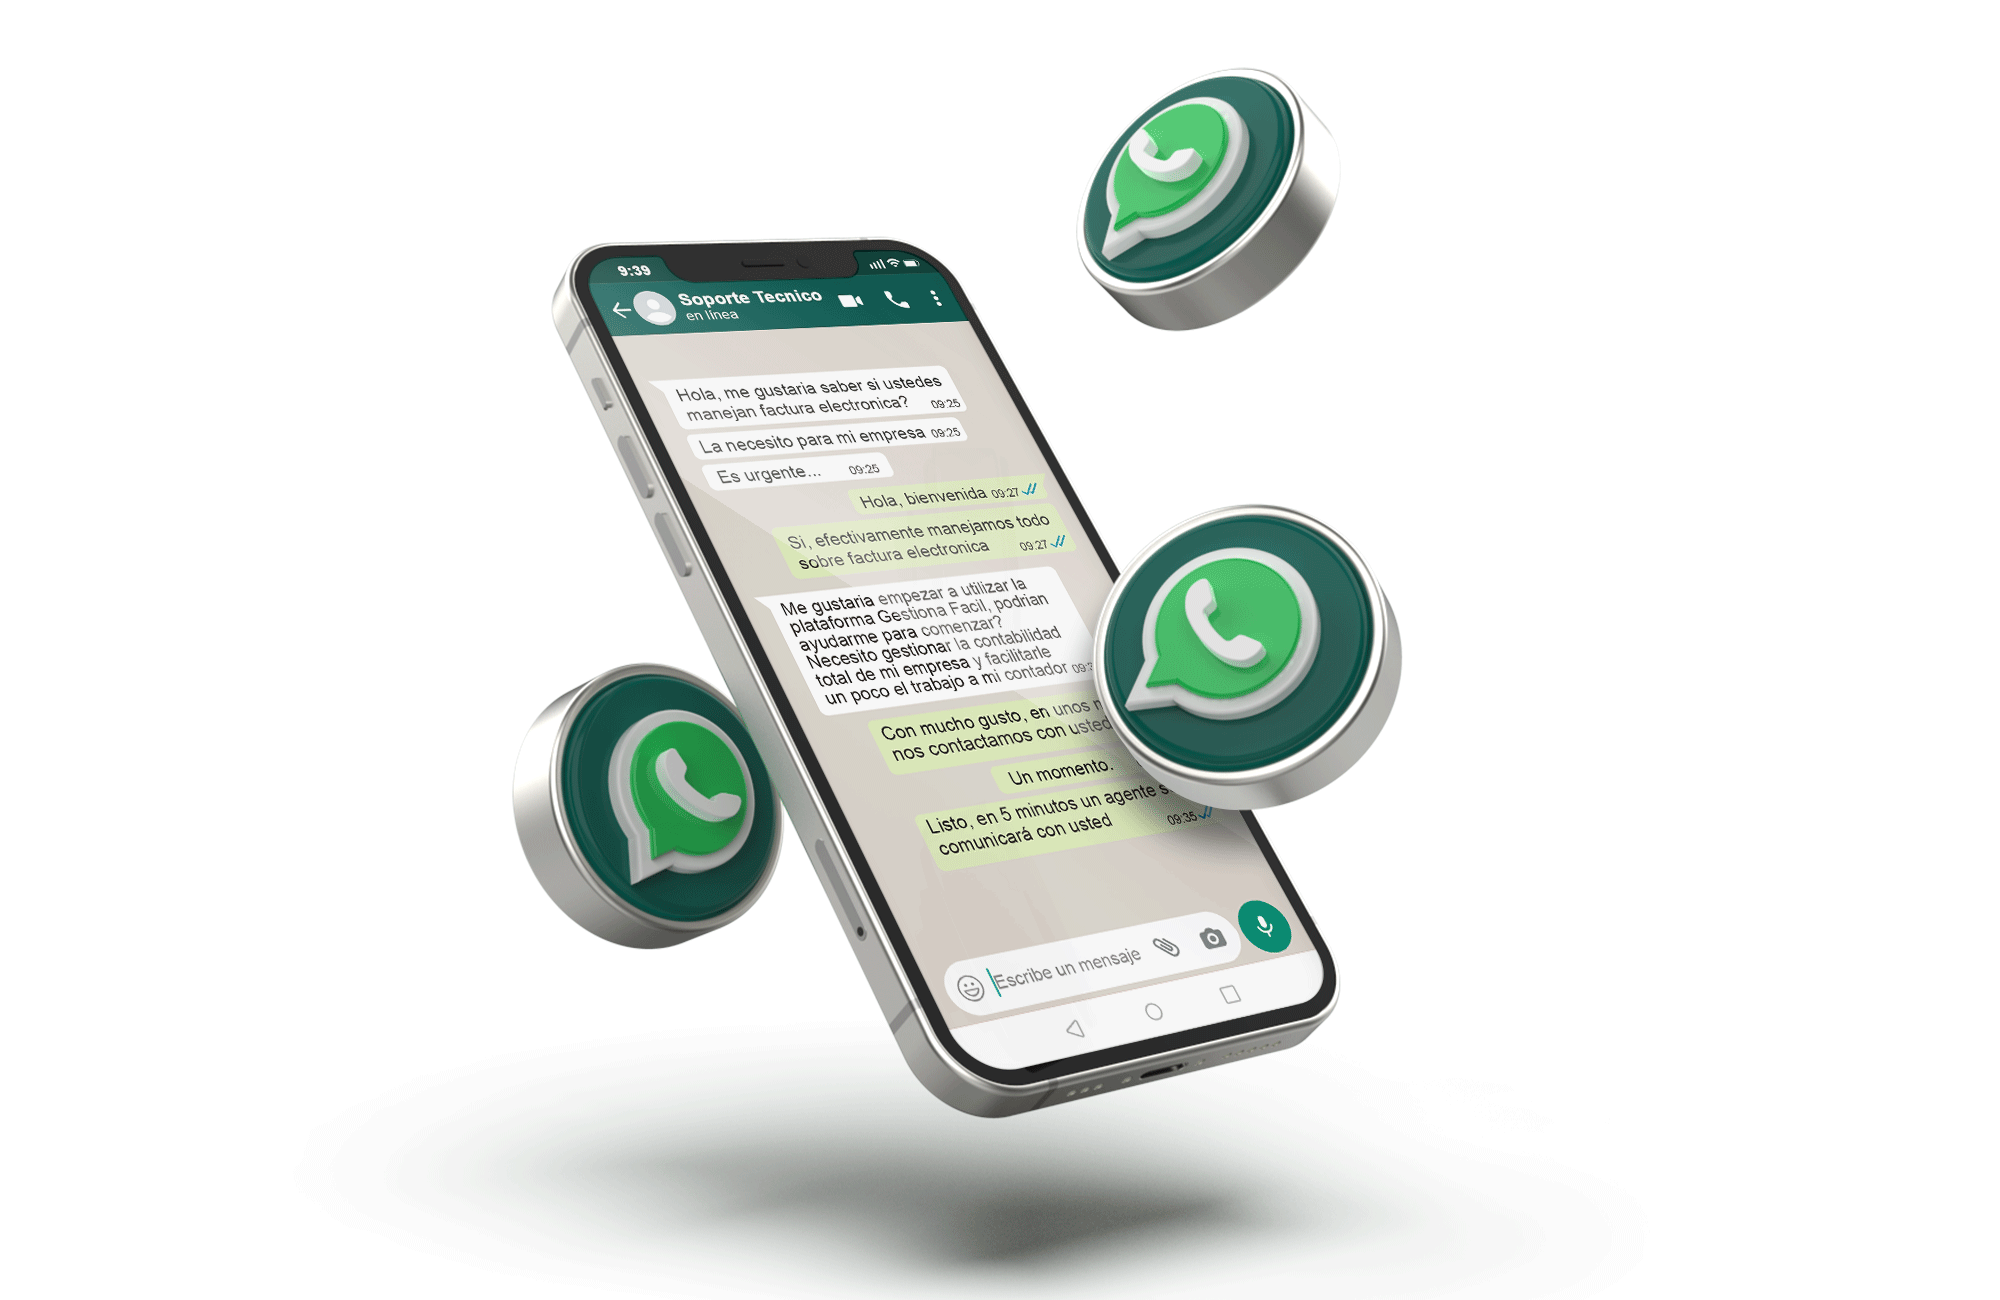 9:39
Soporte Tecnico
en línea
Hola, me gustaria saber si ustedes
manejan factura electronica? 09:25
La necesito para mi empresa 09:25
Es urgente... 09:25
Hola, bienvenida 09:27
Si, efectivamente manejamos todo
sobre factura electronica 09:27
Me gustaria empezar a utilizar la
plataforma Gestiona Facil, podrian
ayudarme para comenzar?
Necesito gestionar la contabilidad
total de mi empresa y facilitarle
un poco el trabajo a mi contador
Con mucho gusto, en unos
nos contactamos con usted
Un momento.
Listo, en 5 minutos un agente
comunicará con usted 09:35
Escribe un mensaje